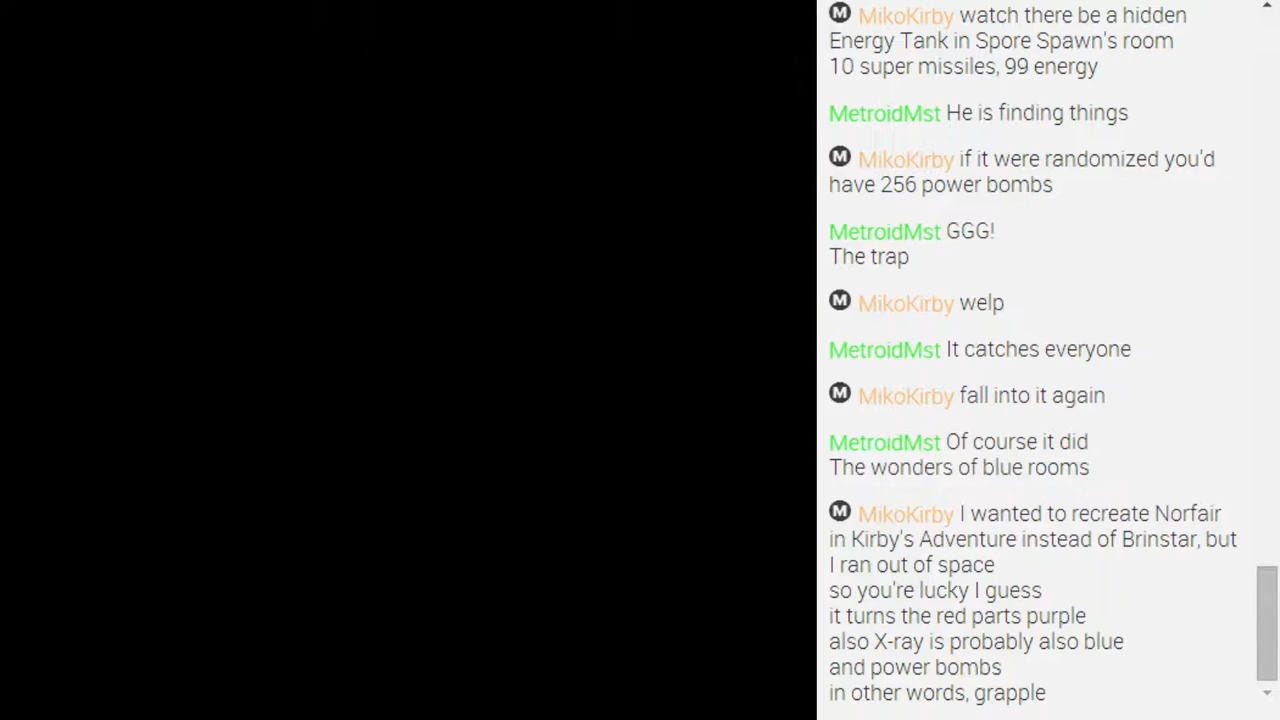 M MikoKirby watch there be a hidden
Energy Tank in Spore Spawn's room
10 super missiles, 99 energy
MetroidMst He is finding things
M MikoKirby if it were randomized you'd
have 256 power bombs
MetroidMst GGG!
The trap
M MikoKirby welp
MetroidMst It catches everyone
M MikoKirby fall into it again
MetroidMst Of course it did
The wonders of blue rooms
M MikoKirby I wanted to recreate Norfair
in Kirby's Adventure instead of Brinstar, but
I ran out of space
so you're lucky I guess
it turns the red parts purple
also X-ray is probably also blue
and power bombs
in other words, grapple